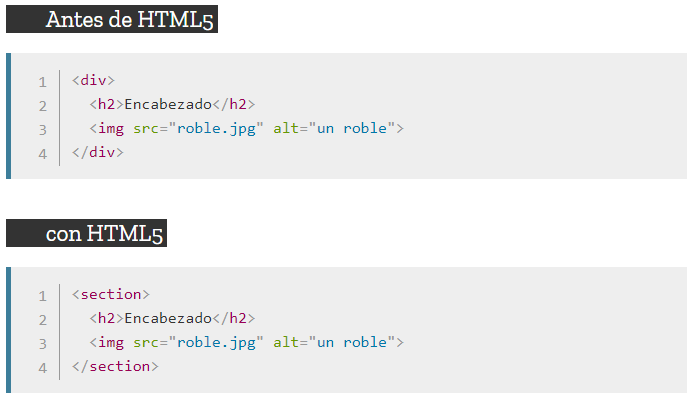 Antes de HTML5
1 <div>
2 <h2>Encabezado</h2>
3 <img src="roble.jpg" alt="un roble">
4 </div>
con HTML5
1 <section>
2 <h2>Encabezado</h2>
3 <img src="roble.jpg" alt="un roble">
4 </section>